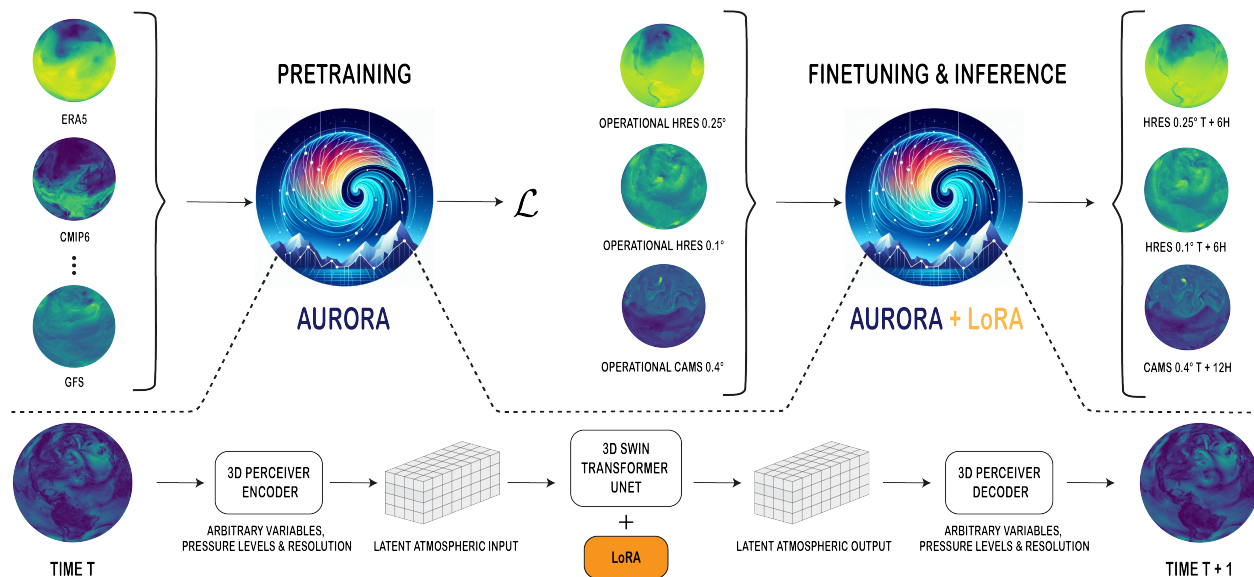 PRETRAINING
ERA5
CMIP6
GFS
AURORA
ℒ
OPERATIONAL HRES 0.25°
OPERATIONAL HRES 0.1°
OPERATIONAL CAMS 0.4°
FINETUNING & INFERENCE
AURORA + LoRA
HRES 0.25° T + 6H
HRES 0.1° T + 6H
CAMS 0.4° T + 12H
TIME T
3D PERCEIVER
ENCODER
ARBITRARY VARIABLES,
PRESSURE LEVELS & RESOLUTION
LATENT ATMOSPHERIC INPUT
3D SWIN
TRANSFORMER
UNET
+
LoRA
LATENT ATMOSPHERIC OUTPUT
3D PERCEIVER
DECODER
ARBITRARY VARIABLES,
PRESSURE LEVELS & RESOLUTION
TIME T + 1